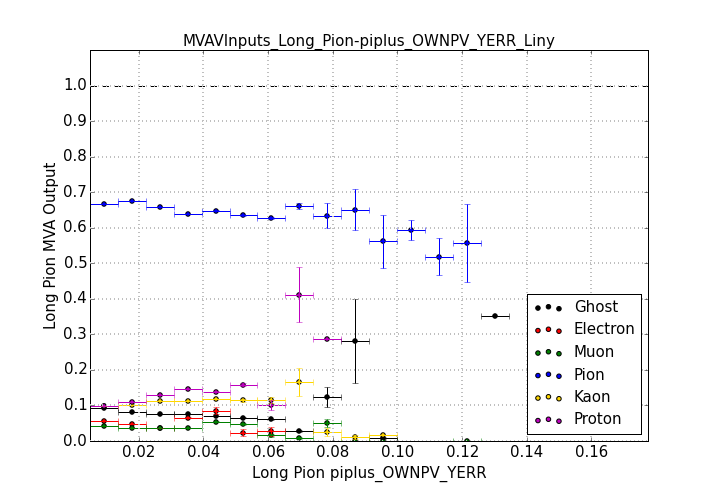 MVAVInputs_Long_Pion-piplus_OWNPV_YERR_Liny
Long Pion MVA Output
1.0
0.9
0.8
0.7
0.6
0.5
0.4
0.3
0.2
0.1
0.0
0.02 0.04 0.06 0.08 0.10 0.12 0.14 0.16
Long Pion piplus_OWNPV_YERR
Ghost
Electron
Muon
Pion
Kaon
Proton